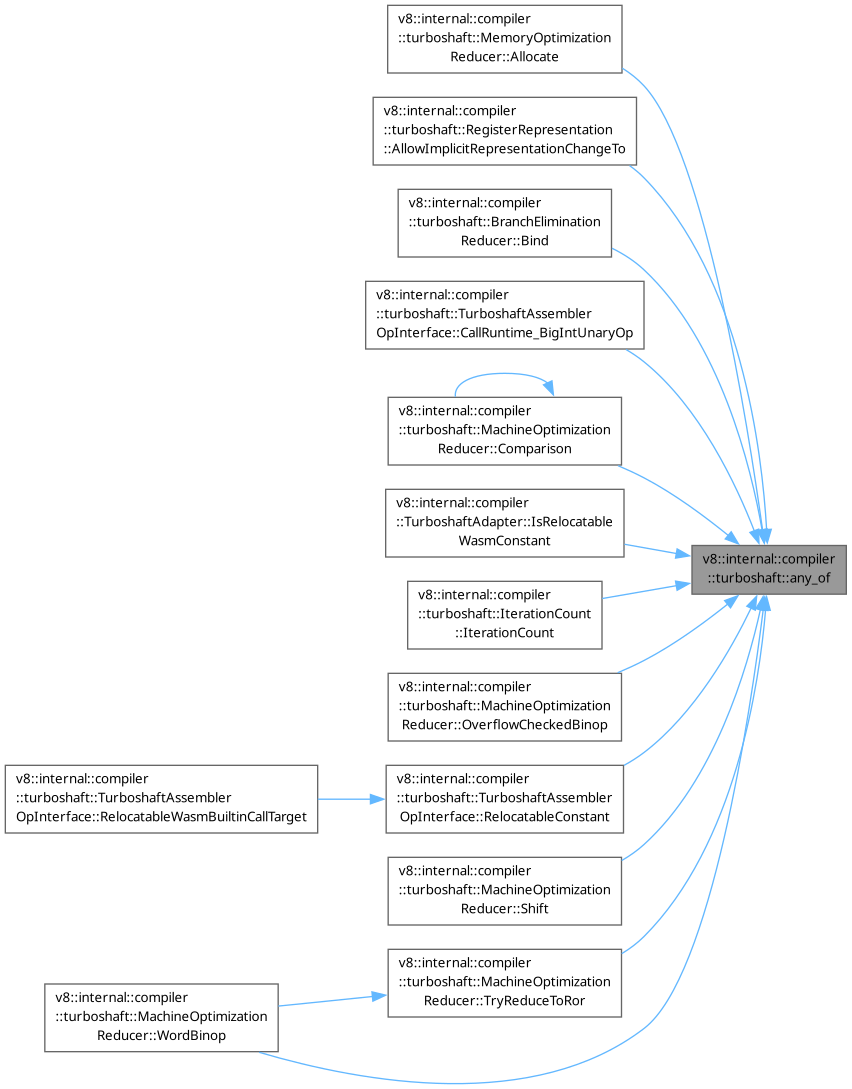 v8::internal::compiler
::turboshaft::MemoryOptimization
Reducer::Allocate
v8::internal::compiler
::turboshaft::RegisterRepresentation
::AllowImplicitRepresentationChangeTo
v8::internal::compiler
::turboshaft::BranchElimination
Reducer::Bind
v8::internal::compiler
::turboshaft::TurboshaftAssembler
OpInterface::CallRuntime_BigIntUnaryOp
v8::internal::compiler
::turboshaft::MachineOptimization
Reducer::Comparison
v8::internal::compiler
::TurboshaftAdapter::IsRelocatable
WasmConstant
v8::internal::compiler
::turboshaft::any_of
v8::internal::compiler
::turboshaft::IterationCount
::IterationCount
v8::internal::compiler
::turboshaft::MachineOptimization
Reducer::OverflowCheckedBinop
v8::internal::compiler
::turboshaft::TurboshaftAssembler
OpInterface::RelocatableWasmBuiltinCallTarget
v8::internal::compiler
::turboshaft::TurboshaftAssembler
OpInterface::RelocatableConstant
v8::internal::compiler
::turboshaft::MachineOptimization
Reducer::Shift
v8::internal::compiler
::turboshaft::MachineOptimization
Reducer::TryReduceToRor
v8::internal::compiler
::turboshaft::MachineOptimization
Reducer::WordBinop